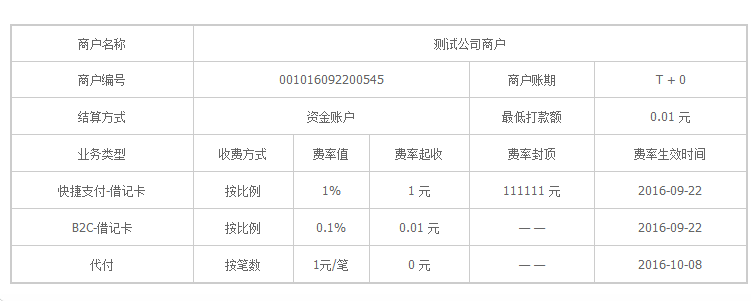 商户名称 测试公司商户
商户编号 001016092200545 商户账期 T + 0
结算方式 资金账户 最低打款额 0.01 元
业务类型 收费方式 费率值 费率起收 费率封顶 费率生效时间
快捷支付-借记卡 按比例 1% 1 元 111111 元 2016-09-22
B2C-借记卡 按比例 0.1% 0.01 元 — — 2016-09-22
代付 按笔数 1元/笔 0 元 — — 2016-10-08